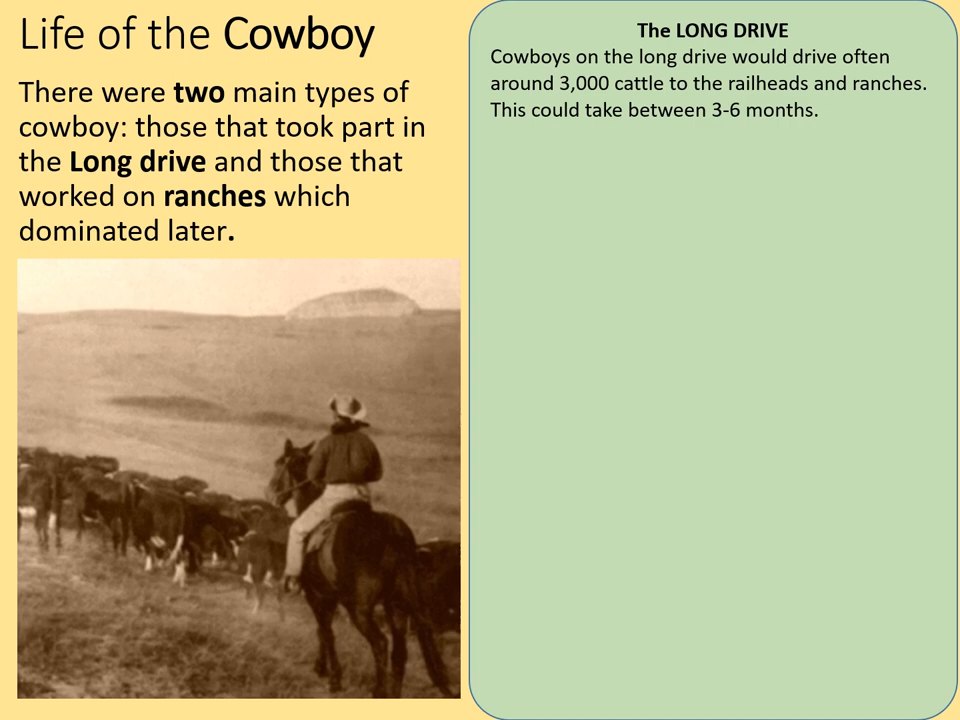 Life of the Cowboy
There were two main types of
cowboy: those that took part in
the Long drive and those that
worked on ranches which
dominated later.
The LONG DRIVE
Cowboys on the long drive would drive often
around 3,000 cattle to the railheads and ranches.
This could take between 3-6 months.